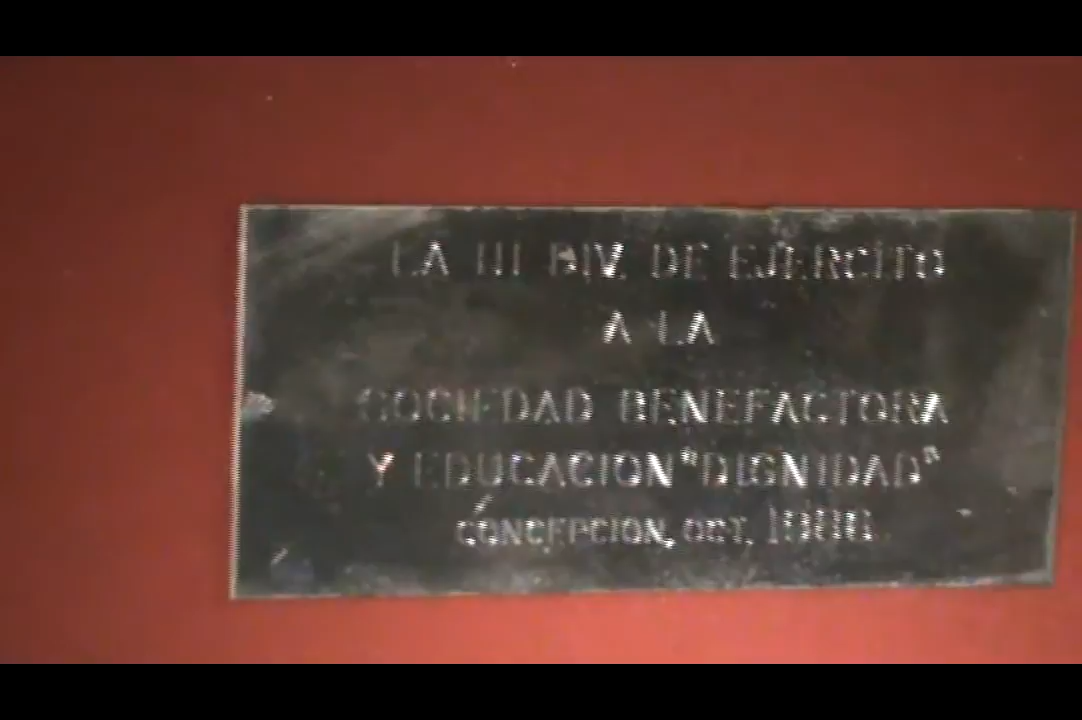 LA III DIV. DE EJERCITO
A LA
SOCIEDAD BENEFACTORA
Y EDUCACION "DIGNIDAD"
CONCEPCION, OCT.